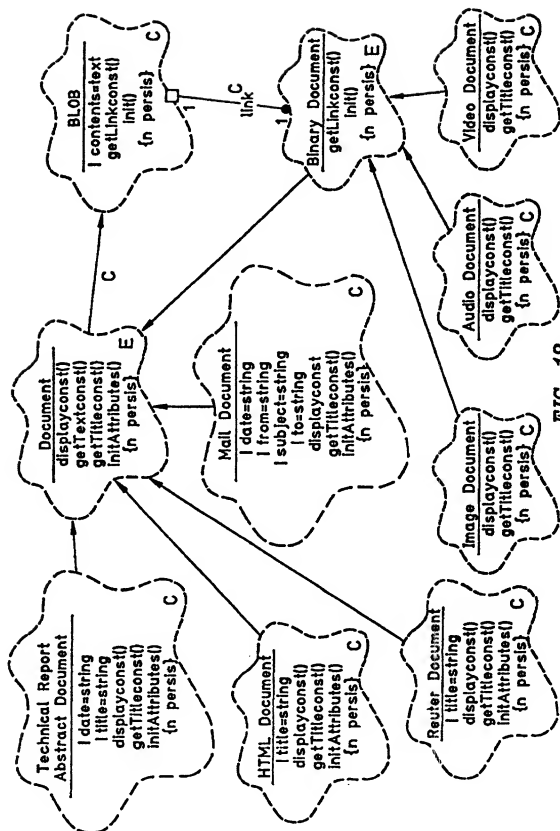 BLOB
| contents=text
getLinkconst()
init()
{n persis}
C
1
C
link
1
Binary Document
getLinkconst()
init()
{n persis}
E
Video Document
displayconst()
getTitleconst()
{n persis}
C
C
Document
displayconst()
getTextconst()
getTitleconst()
initAttributes()
{n persis}
E
Mail Document
| date=string
| from=string
| subject=string
| to=string
displayconst
getTitleconst()
initAttributes()
{n persis}
C
Audio Document
displayconst()
getTitleconst()
{n persis}
C
Image Document
displayconst()
getTitleconst()
{n persis}
C
Technical Report
Abstract Document
| date=string
| title=string
displayconst()
getTitleconst()
initAttributes()
{n persis}
C
HTML Document
| title=string
displayconst()
getTitleconst()
initAttributes()
{n persis}
C
Reuter Document
| title=string
displayconst()
getTitleconst()
initAttributes()
{n persis}
C